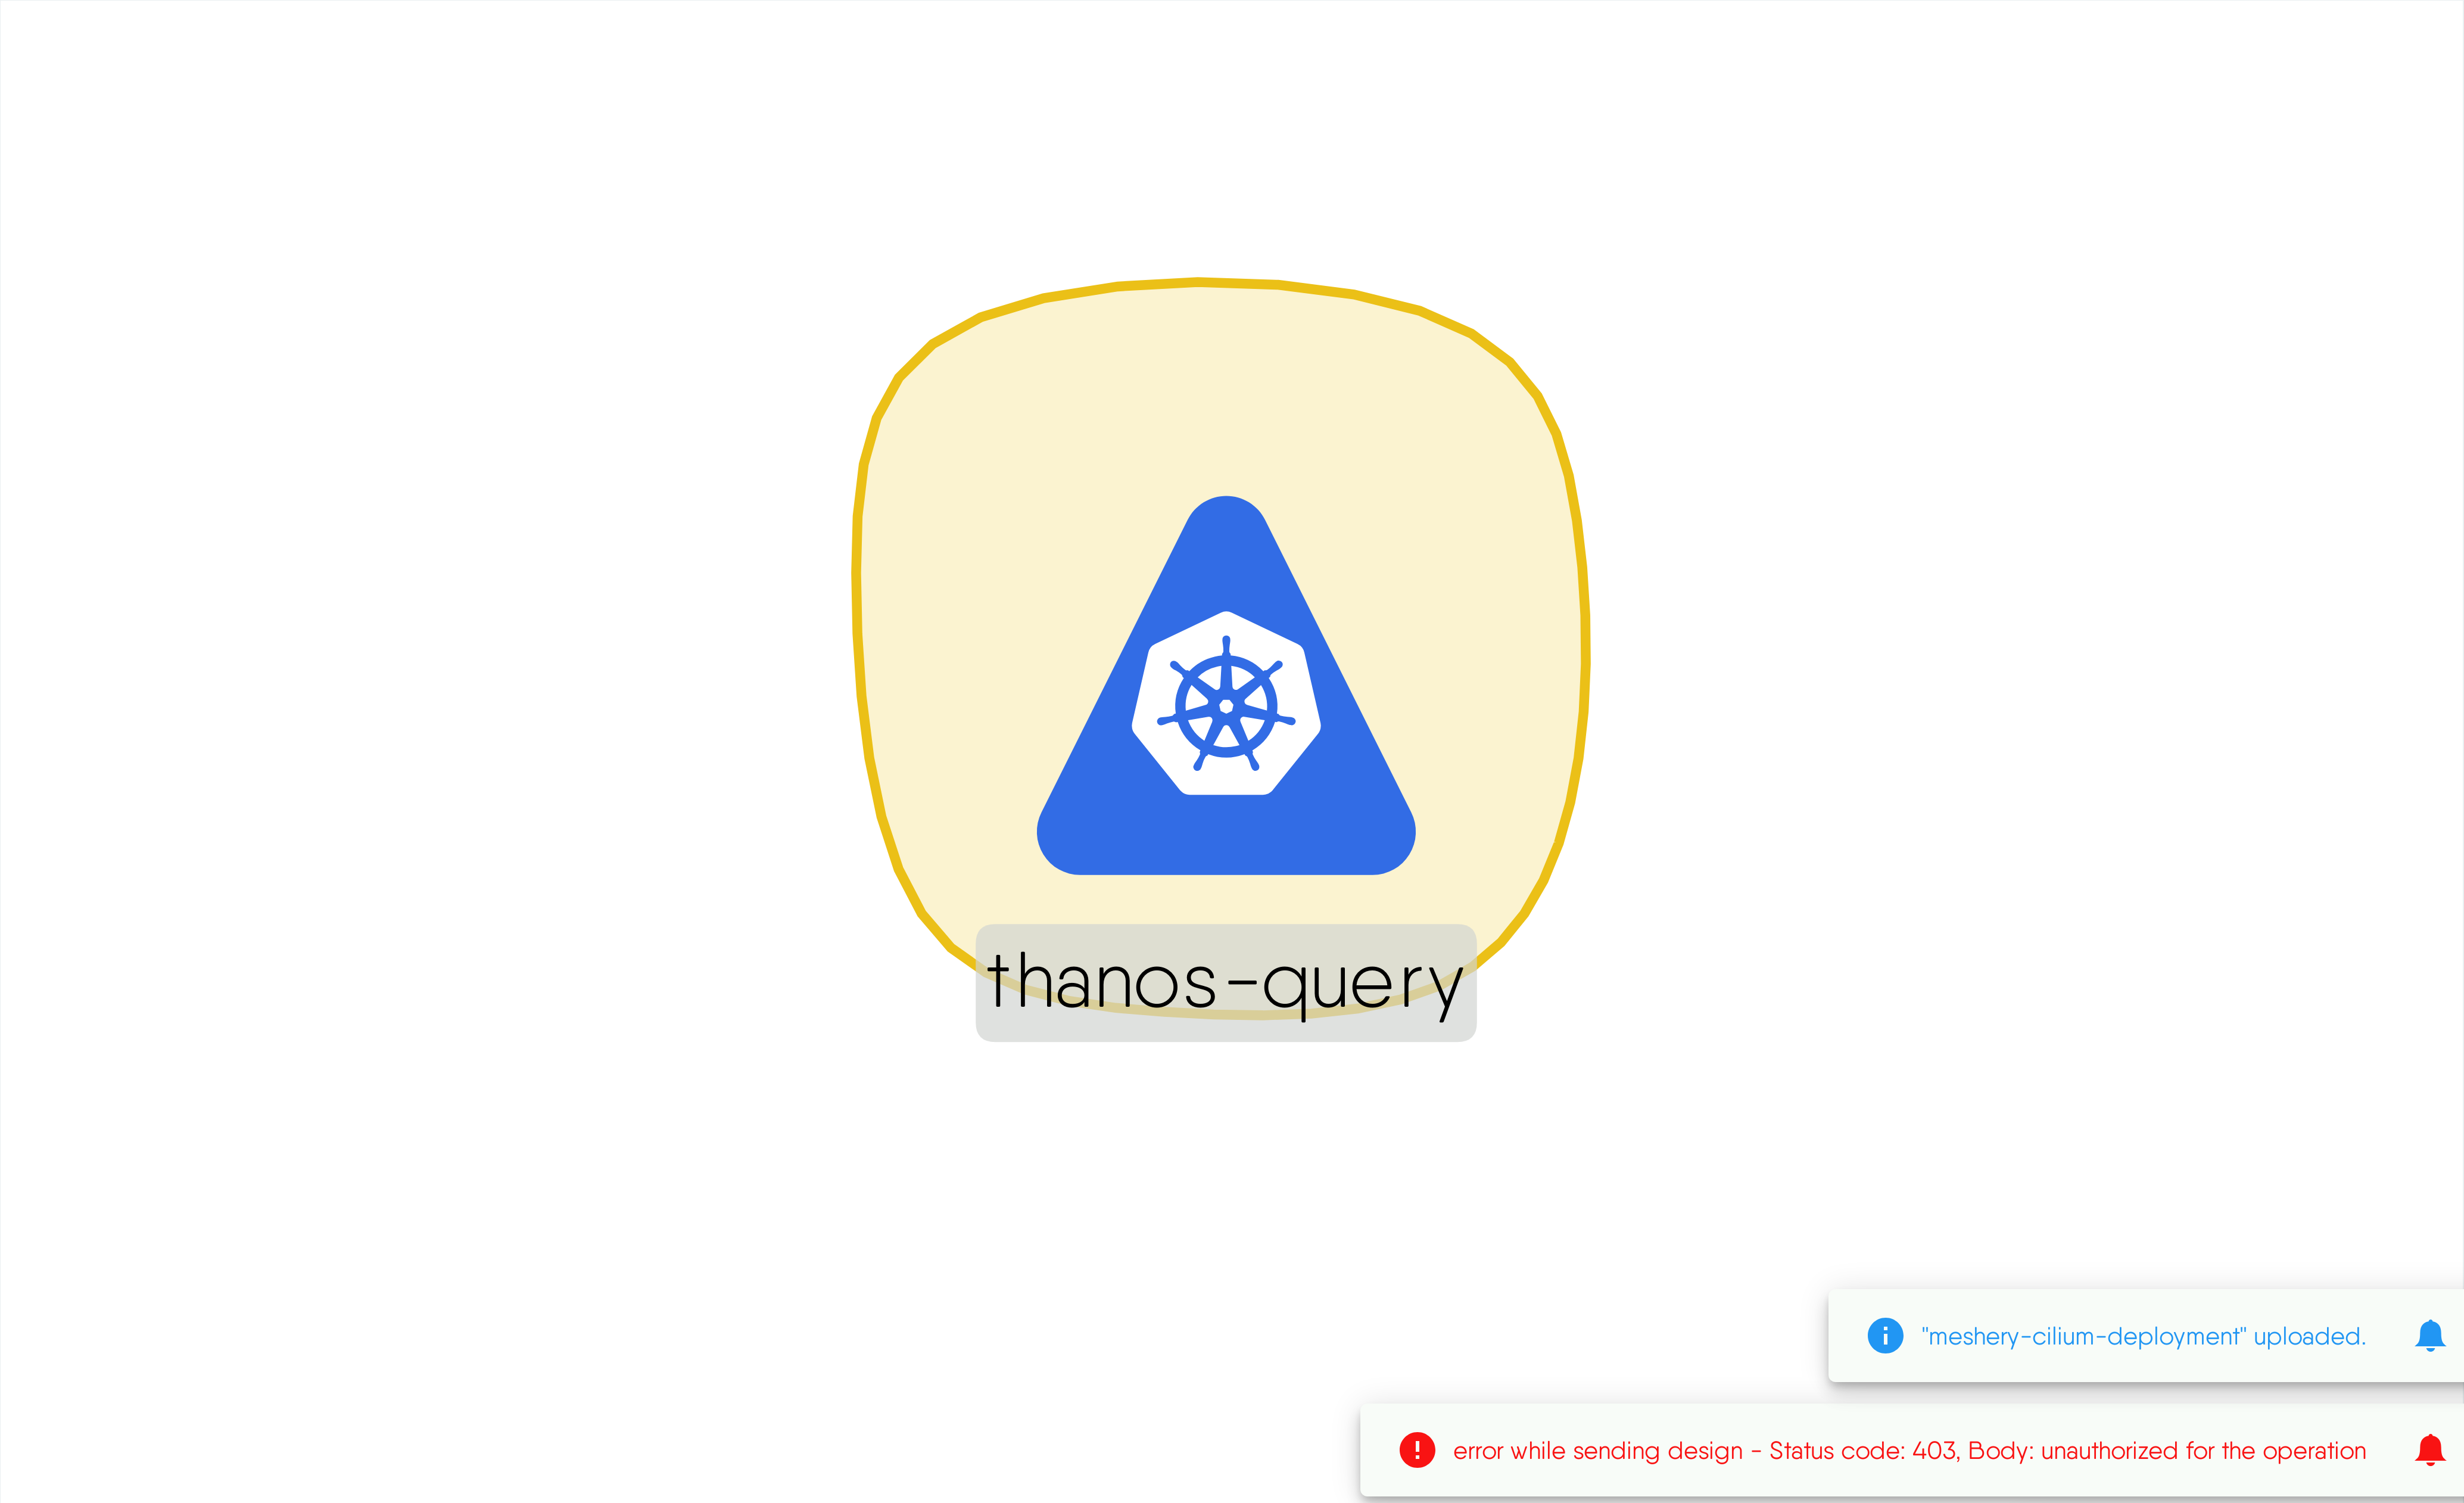 thanos-query
"meshery-cilium-deployment" uploaded.
error while sending design - Status code: 403, Body: unauthorized for the operation